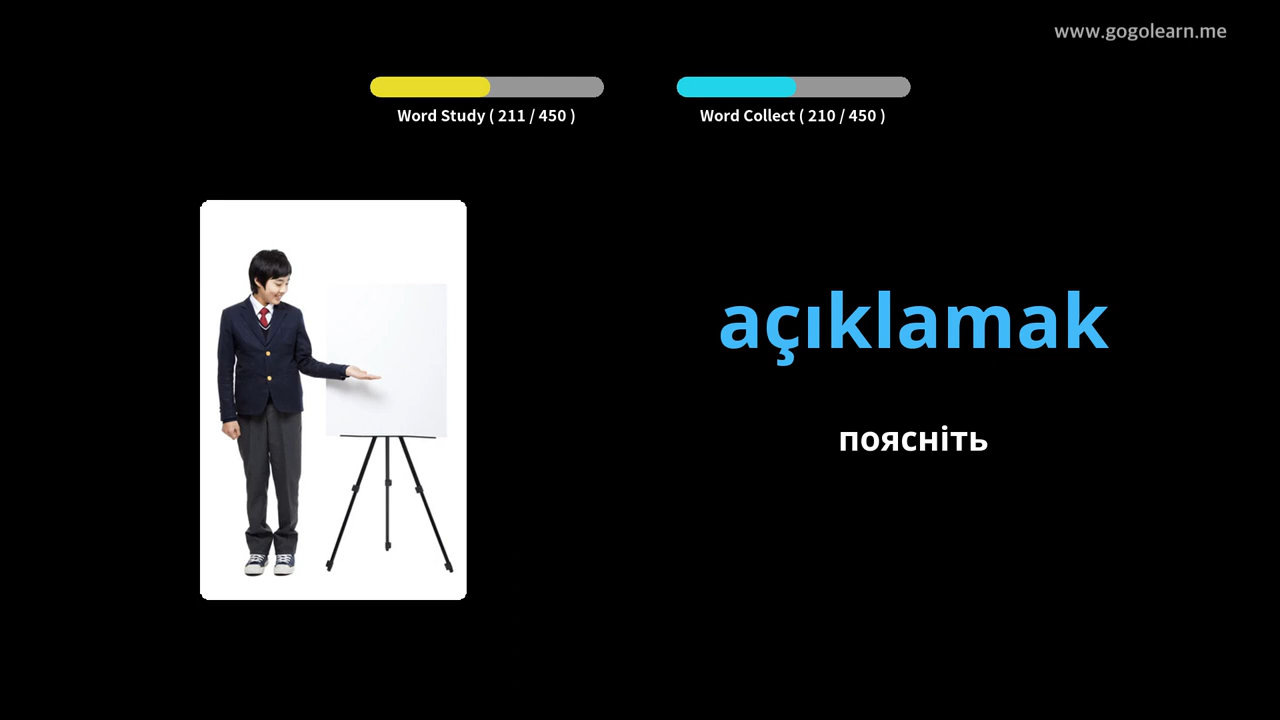 www.gogolearn.me
Word Study ( 211 / 450 )
Word Collect ( 210 / 450 )
açıklamak
поясніть